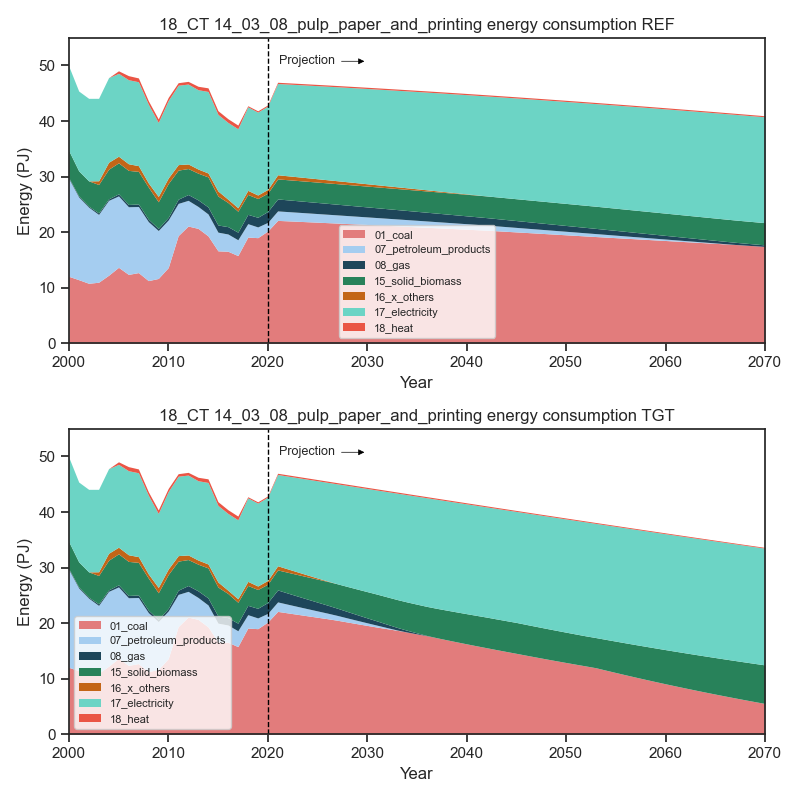 18_CT 14_03_08_pulp_paper_and_printing energy consumption REF
Energy (PJ)
50
40
30
20
10
0
Projection
01_coal
07_petroleum_products
08_gas
15_solid_biomass
16_x_others
17_electricity
18_heat
2000 2010 2020 2030 2040 2050 2060 2070
Year
18_CT 14_03_08_pulp_paper_and_printing energy consumption TGT
Energy (PJ)
50
40
30
20
10
0
Projection
01_coal
07_petroleum_products
08_gas
15_solid_biomass
16_x_others
17_electricity
18_heat
2000 2010 2020 2030 2040 2050 2060 2070
Year